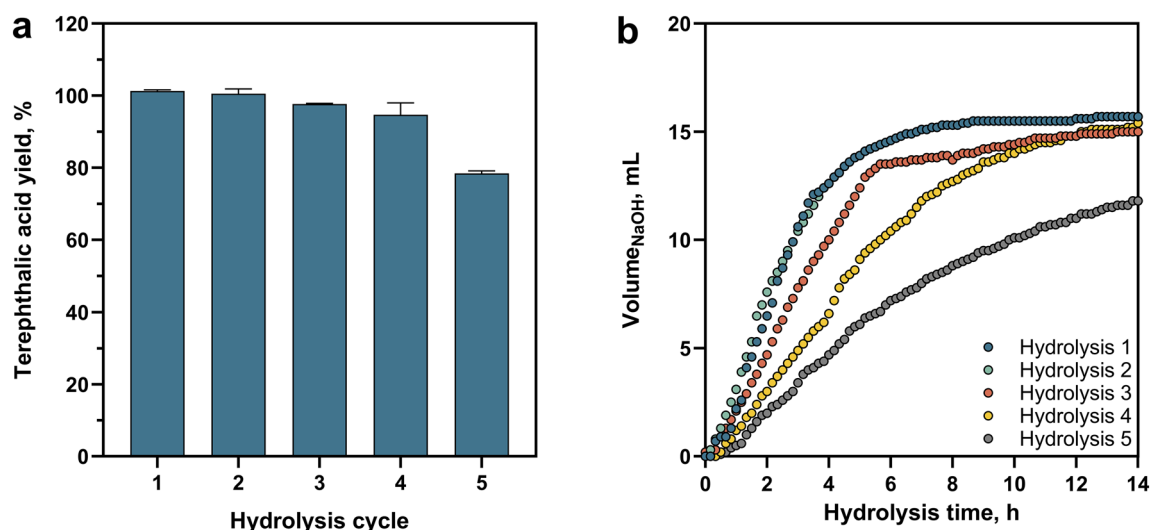 a
Terephthalic acid yield, %
120
100
80
60
40
20
0
1 2 3 4 5
Hydrolysis cycle
b
Volume_NaOH, mL
20
15
10
5
0
Hydrolysis 1
Hydrolysis 2
Hydrolysis 3
Hydrolysis 4
Hydrolysis 5
0 2 4 6 8 10 12 14
Hydrolysis time, h